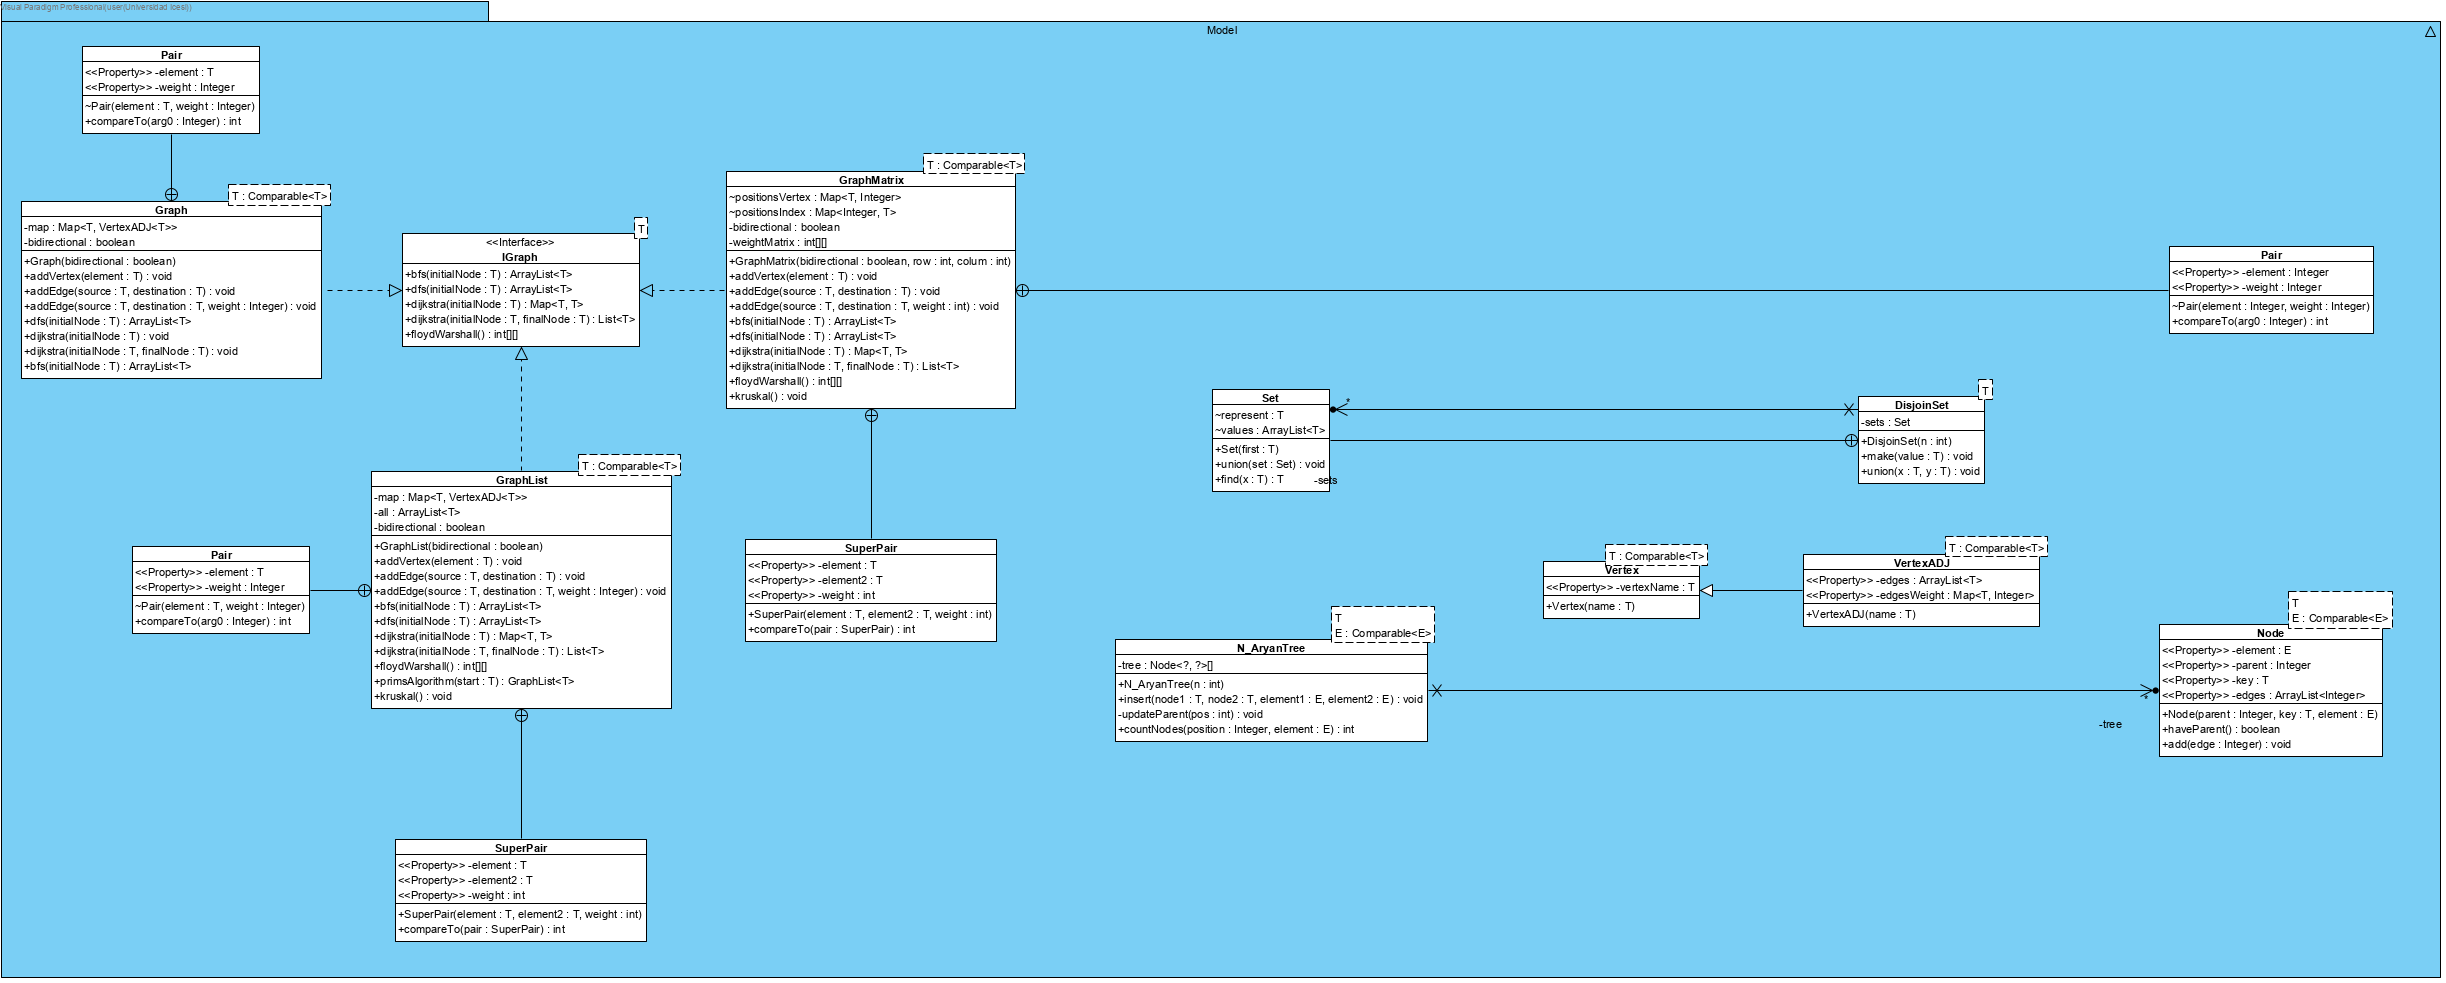 Visual Paradigm Professional(user(Universidad Icesi))
Model
Pair
<<Property>> -element : T
<<Property>> -weight : Integer
~Pair(element : T, weight : Integer)
+compareTo(arg0 : Integer) : int
T : Comparable<T>
Graph
-map : Map<T, VertexADJ<T>>
-bidirectional : boolean
+Graph(bidirectional : boolean)
+addVertex(element : T) : void
+addEdge(source : T, destination : T) : void
+addEdge(source : T, destination : T, weight : Integer) : void
+dfs(initialNode : T) : ArrayList<T>
+dijkstra(initialNode : T) : void
+dijkstra(initialNode : T, finalNode : T) : void
+bfs(initialNode : T) : ArrayList<T>
T
<<Interface>>
IGraph
+bfs(initialNode : T) : ArrayList<T>
+dfs(initialNode : T) : ArrayList<T>
+dijkstra(initialNode : T) : Map<T, T>
+dijkstra(initialNode : T, finalNode : T) : List<T>
+floydWarshall() : int[][]
T : Comparable<T>
GraphMatrix
~positionsVertex : Map<T, Integer>
~positionsIndex : Map<Integer, T>
-bidirectional : boolean
-weightMatrix : int[][]
+GraphMatrix(bidirectional : boolean, row : int, colum : int)
+addVertex(element : T) : void
+addEdge(source : T, destination : T) : void
+addEdge(source : T, destination : T, weight : int) : void
+bfs(initialNode : T) : ArrayList<T>
+dfs(initialNode : T) : ArrayList<T>
+dijkstra(initialNode : T) : Map<T, T>
+dijkstra(initialNode : T, finalNode : T) : List<T>
+floydWarshall() : int[][]
+kruskal() : void
Pair
<<Property>> -element : Integer
<<Property>> -weight : Integer
~Pair(element : Integer, weight : Integer)
+compareTo(arg0 : Integer) : int
Set
~represent : T
~values : ArrayList<T>
+Set(first : T)
+union(set : Set) : void
+find(x : T) : T
-sets
*
T
DisjoinSet
-sets : Set
+DisjoinSet(n : int)
+make(value : T) : void
+union(x : T, y : T) : void
T : Comparable<T>
GraphList
-map : Map<T, VertexADJ<T>>
-all : ArrayList<T>
-bidirectional : boolean
+GraphList(bidirectional : boolean)
+addVertex(element : T) : void
+addEdge(source : T, destination : T) : void
+addEdge(source : T, destination : T, weight : Integer) : void
+bfs(initialNode : T) : ArrayList<T>
+dfs(initialNode : T) : ArrayList<T>
+dijkstra(initialNode : T) : Map<T, T>
+dijkstra(initialNode : T, finalNode : T) : List<T>
+floydWarshall() : int[][]
+primsAlgorithm(start : T) : GraphList<T>
+kruskal() : void
Pair
<<Property>> -element : T
<<Property>> -weight : Integer
~Pair(element : T, weight : Integer)
+compareTo(arg0 : Integer) : int
SuperPair
<<Property>> -element : T
<<Property>> -element2 : T
<<Property>> -weight : int
+SuperPair(element : T, element2 : T, weight : int)
+compareTo(pair : SuperPair) : int
T : Comparable<T>
Vertex
<<Property>> -vertexName : T
+Vertex(name : T)
T : Comparable<T>
VertexADJ
<<Property>> -edges : ArrayList<T>
<<Property>> -edgesWeight : Map<T, Integer>
+VertexADJ(name : T)
T
E : Comparable<E>
N_AryanTree
-tree : Node<?, ?>[]
+N_AryanTree(n : int)
+insert(node1 : T, node2 : T, element1 : E, element2 : E) : void
-updateParent(pos : int) : void
+countNodes(position : Integer, element : E) : int
*
-tree
T
E : Comparable<E>
Node
<<Property>> -element : E
<<Property>> -parent : Integer
<<Property>> -key : T
<<Property>> -edges : ArrayList<Integer>
+Node(parent : Integer, key : T, element : E)
+haveParent() : boolean
+add(edge : Integer) : void
SuperPair
<<Property>> -element : T
<<Property>> -element2 : T
<<Property>> -weight : int
+SuperPair(element : T, element2 : T, weight : int)
+compareTo(pair : SuperPair) : int